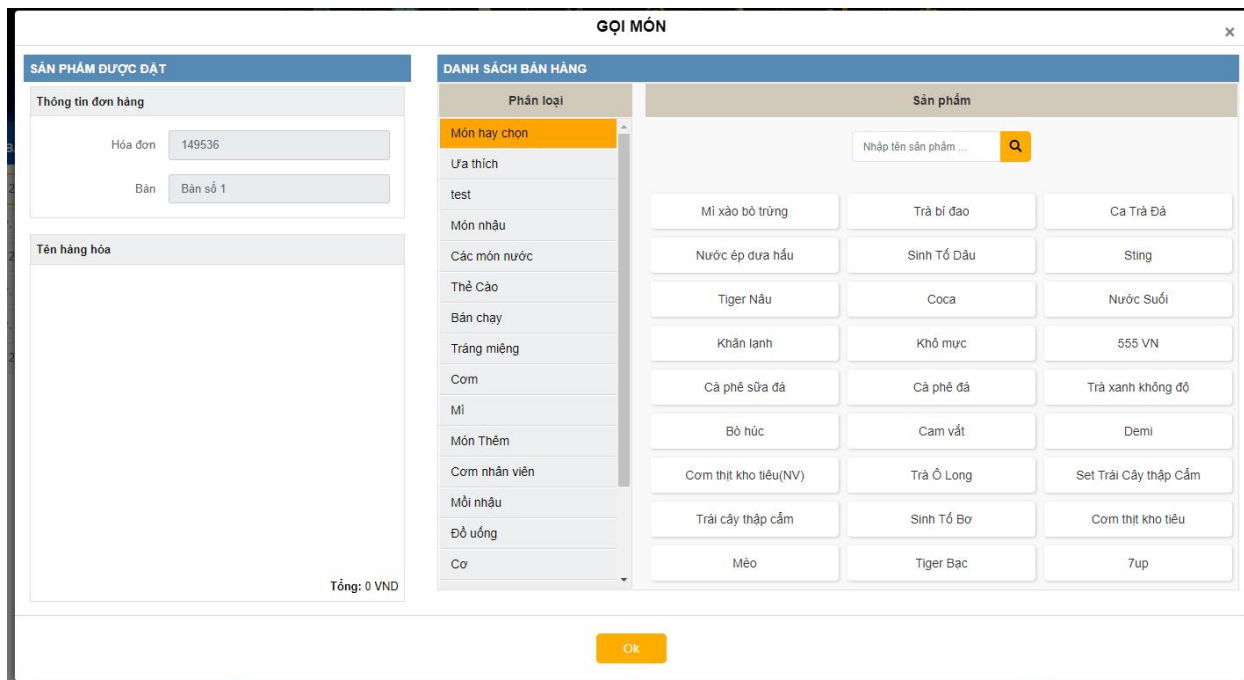 GỌI MÓN
×
SẢN PHẨM ĐƯỢC ĐẶT
Thông tin đơn hàng
Hóa đơn 149536
Bàn Bàn số 1
Tên hàng hóa
Tổng: 0 VND
DANH SÁCH BÁN HÀNG
Phân loại
Món hay chọn
Ưa thích
test
Món nhậu
Các món nước
Thẻ Cào
Bán chạy
Tráng miêng
Cơm
Mì
Món Thêm
Cơm nhân viên
Mồi nhậu
Đồ uống
Cơ
Sản phẩm
Nhập tên sản phẩm ...
Mì xào bò trứng Trà bí đao Ca Trà Đá
Nước ép dưa hấu Sinh Tố Dâu Sting
Tiger Nâu Coca Nước Suối
Khăn lạnh Khô mực 555 VN
Cà phê sữa đá Cà phê đá Trà xanh không độ
Bò húc Cam vắt Demi
Cơm thịt kho tiêu(NV) Trà Ô Long Set Trái Cây thập Cẩm
Trái cây thập cẩm Sinh Tố Bơ Cơm thịt kho tiêu
Mèo Tiger Bạc 7up
Ok